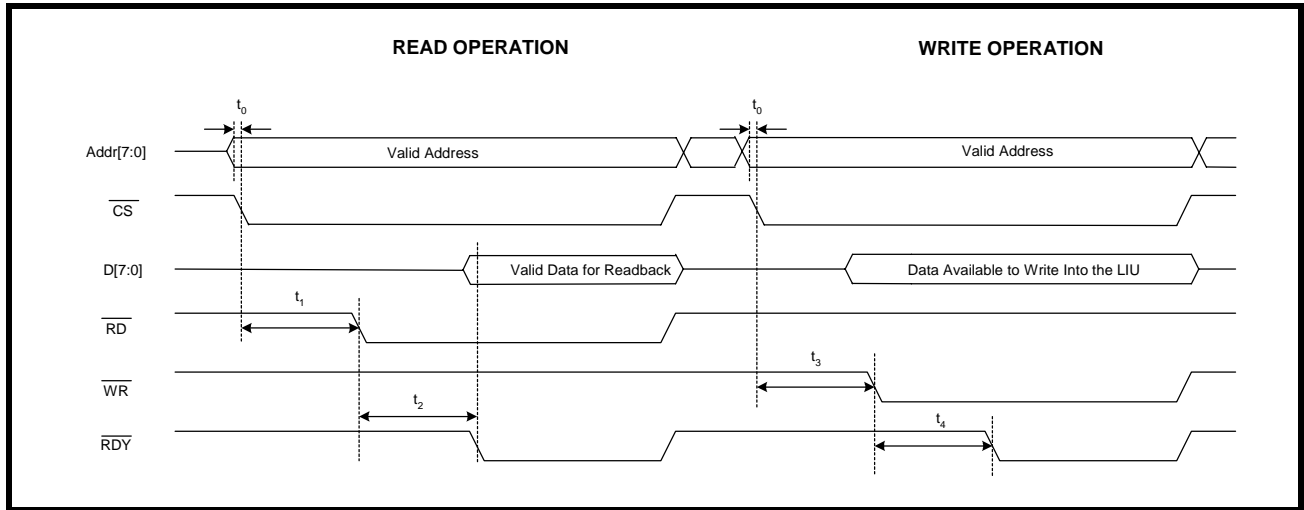 READ OPERATION WRITE OPERATION
t0 t0
Addr[7:0] Valid Address Valid Address
CS
D[7:0] Valid Data for Readback Data Available to Write Into the LIU
t1
RD
t3
WR
t2 t4
RDY